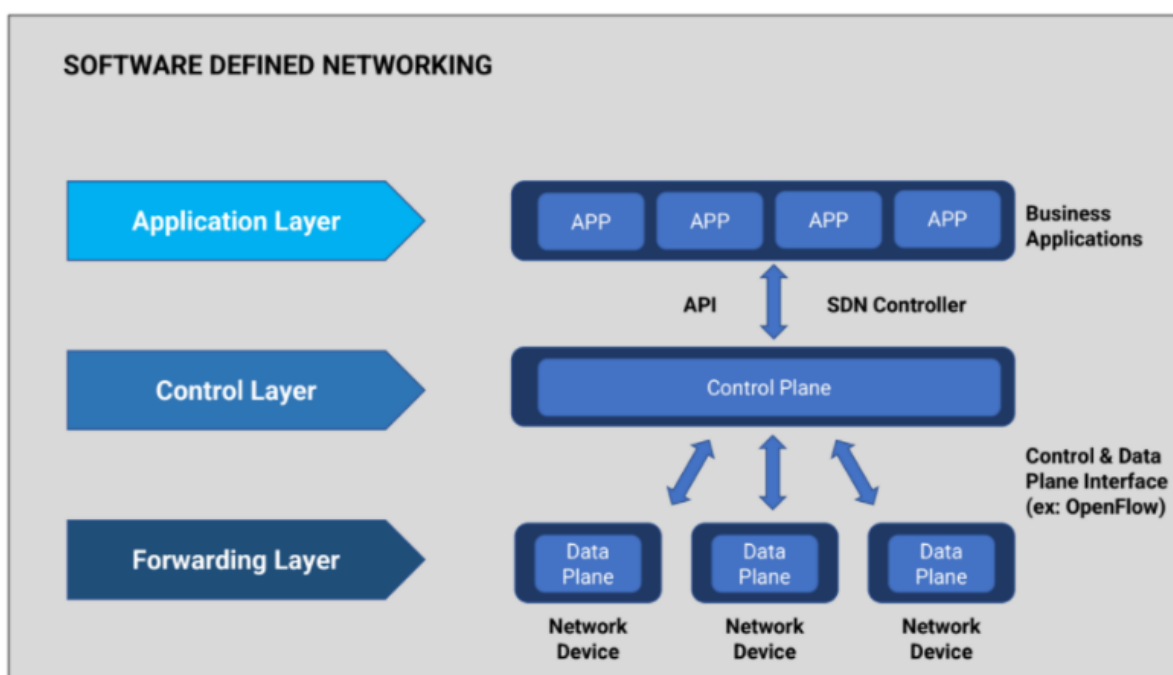 SOFTWARE DEFINED NETWORKING
Application Layer
APP
APP
APP
APP
Business
Applications
API
SDN Controller
Control Layer
Control Plane
Control & Data
Plane Interface
(ex: OpenFlow)
Forwarding Layer
Data
Plane
Data
Plane
Data
Plane
Network
Device
Network
Device
Network
Device